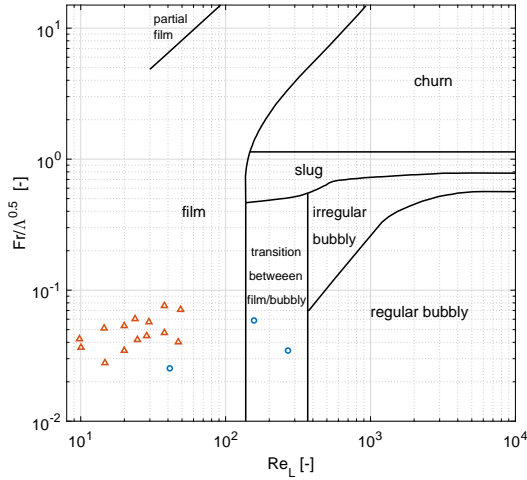 partial
film
churn
slug
film
irregular
bubbly
transition
betweeen
film/bubbly
regular bubbly
10^1
10^0
10^-1
10^-2
Fr/Λ^0.5 [-]
10^1 10^2 10^3 10^4
Re_L [-]